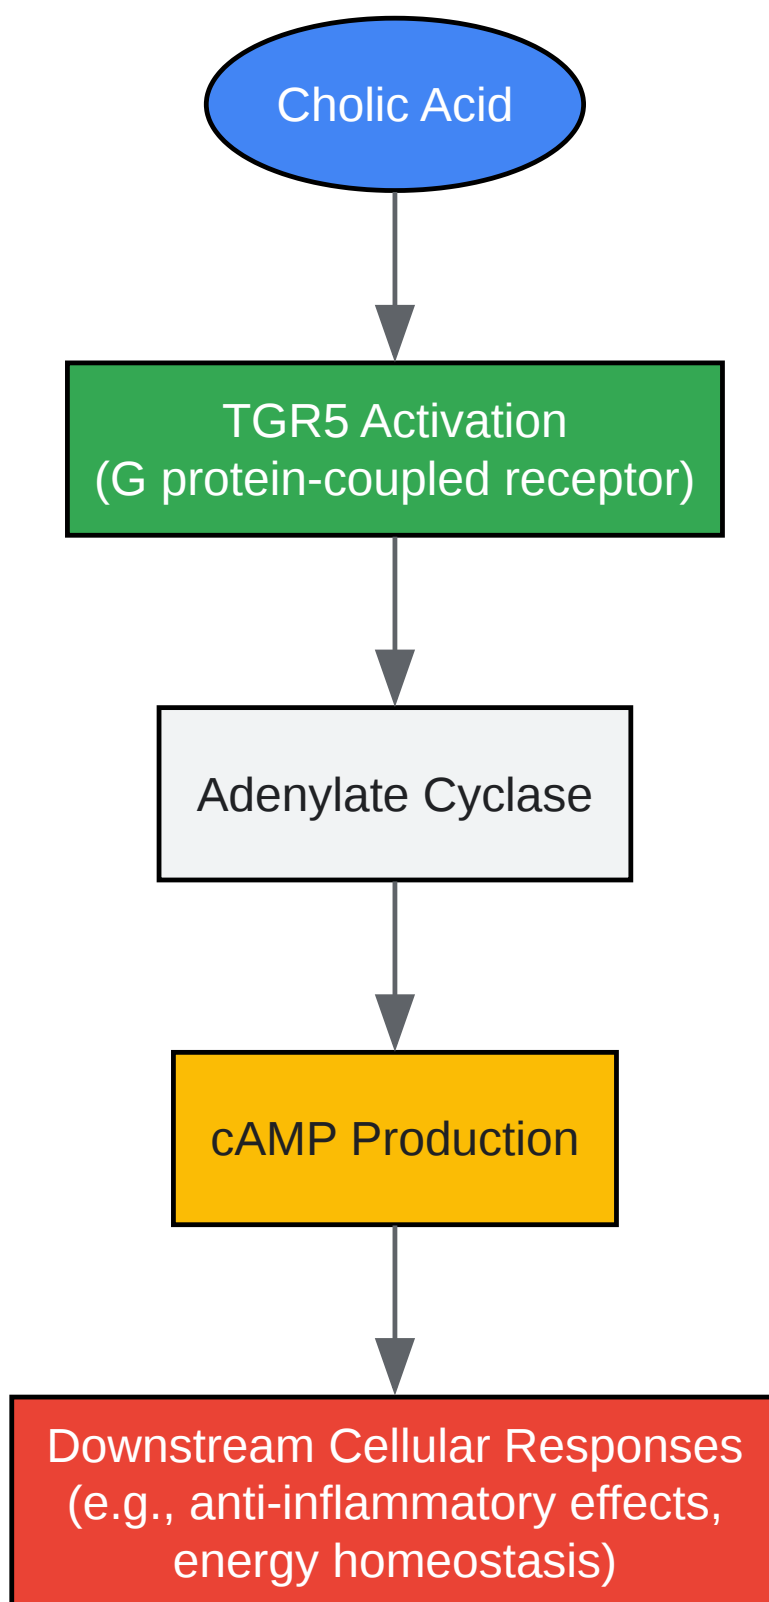 Cholic Acid
TGR5 Activation
(G protein-coupled receptor)
Adenylate Cyclase
cAMP Production
Downstream Cellular Responses
(e.g., anti-inflammatory effects,
energy homeostasis)